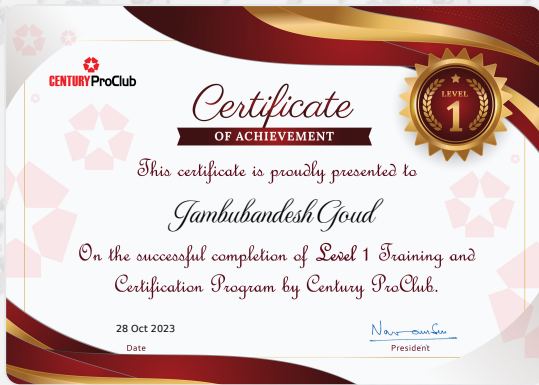 CENTURY ProClub
LEVEL
1
Certificate
OF ACHIEVEMENT
This certificate is proudly presented to
Jambubandesh Goud
On the successful completion of Level 1 Training and
Certification Program by Century ProClub.
28 Oct 2023
Date
President